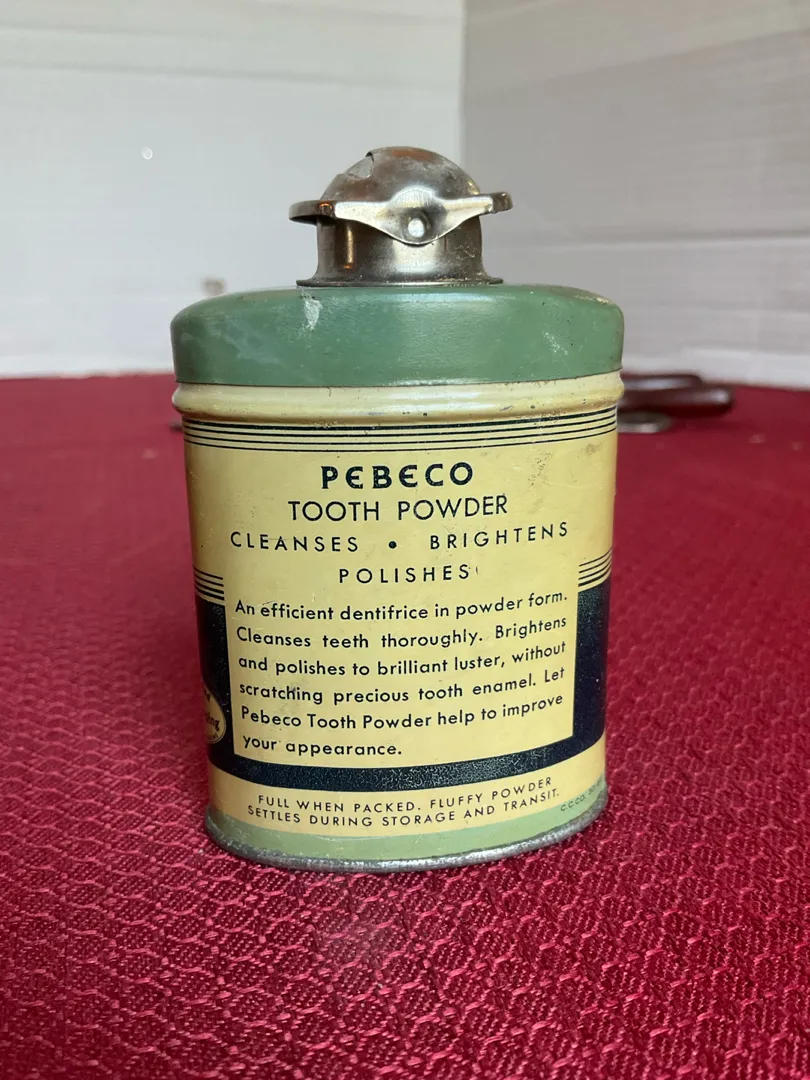 PEBECO
TOOTH POWDER
CLEANSES • BRIGHTENS
POLISHES
An efficient dentifrice in powder form.
Cleanses teeth thoroughly. Brightens
and polishes to brilliant luster, without
scratching precious tooth enamel. Let
Pebeco Tooth Powder help to improve
your appearance.
FULL WHEN PACKED. FLUFFY POWDER
SETTLES DURING STORAGE AND TRANSIT.
C.C.CO.